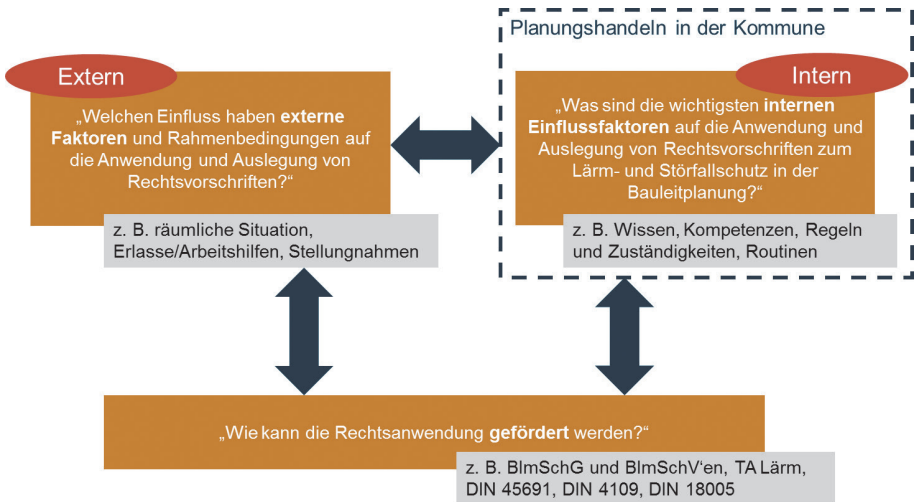 Planungshandeln in der Kommune
Extern
„Welchen Einfluss haben externe
Faktoren und Rahmenbedingungen auf
die Anwendung und Auslegung von
Rechtsvorschriften?“
z. B. räumliche Situation,
Erlasse/Arbeitshilfen, Stellungnahmen
Intern
„Was sind die wichtigsten internen
Einflussfaktoren auf die Anwendung und
Auslegung von Rechtsvorschriften zum
Lärm- und Störfallschutz in der
Bauleitplanung?“
z. B. Wissen, Kompetenzen, Regeln
und Zuständigkeiten, Routinen
„Wie kann die Rechtsanwendung gefördert werden?“
z. B. BImSchG und BImSchV‘en, TA Lärm,
DIN 45691, DIN 4109, DIN 18005